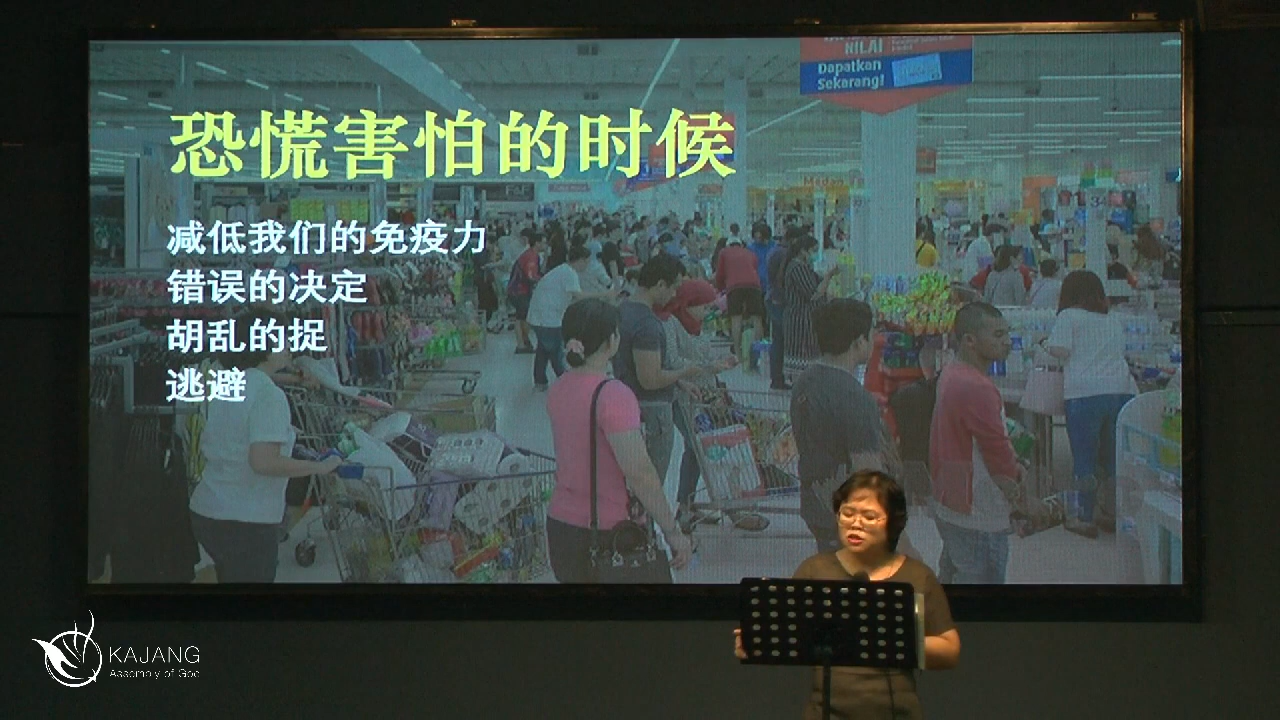 NILAI
Dapatkan
Sekarang!
恐慌害怕的时候
减低我们的免疫力
错误的决定
胡乱的捉
逃避
KAJANG
Assembly of God